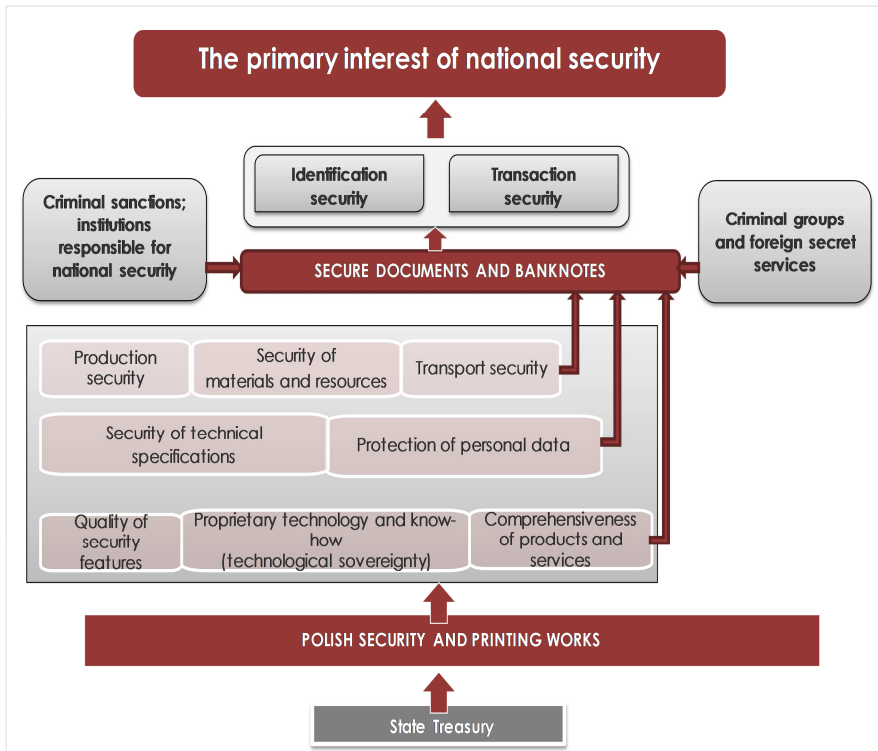 The primary interest of national security
Identification
security
Transaction
security
Criminal sanctions;
institutions
responsible for
national security
Criminal groups
and foreign secret
services
SECURE DOCUMENTS AND BANKNOTES
Production
security
Security of
materials and resources
Transport security
Security of technical
specifications
Protection of personal data
Quality of
security
features
Proprietary technology and know-
how
(technological sovereignty)
Comprehensiveness
of products and
services
POLISH SECURITY AND PRINTING WORKS
State Treasury